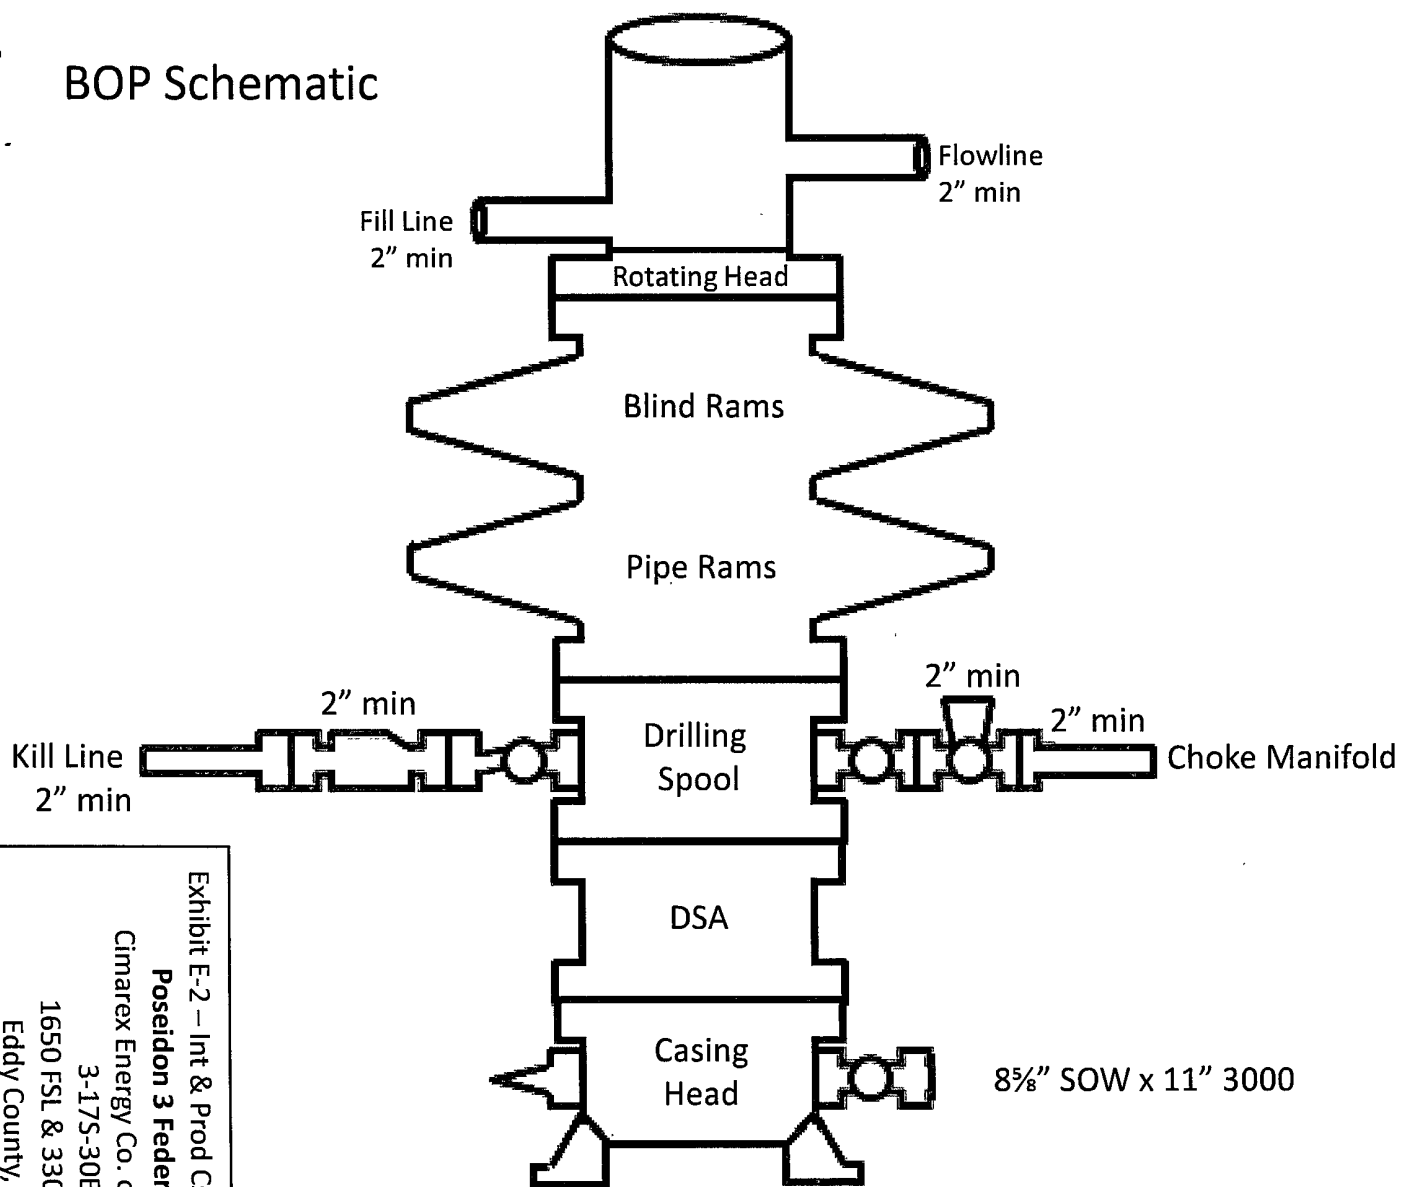 BOP Schematic
Flowline
2” min
Fill Line
2” min
Rotating Head
Blind Rams
Pipe Rams
2” min
2” min
2” min
Drilling
Spool
Kill Line
2” min
Choke Manifold
DSA
Casing
Head
8⅝” SOW x 11” 3000
Exhibit E-2 – Int & Prod
Poseidon 3
Cimarex Energy Co.
3-17S-30E
1650 FSL & 330
Eddy County,